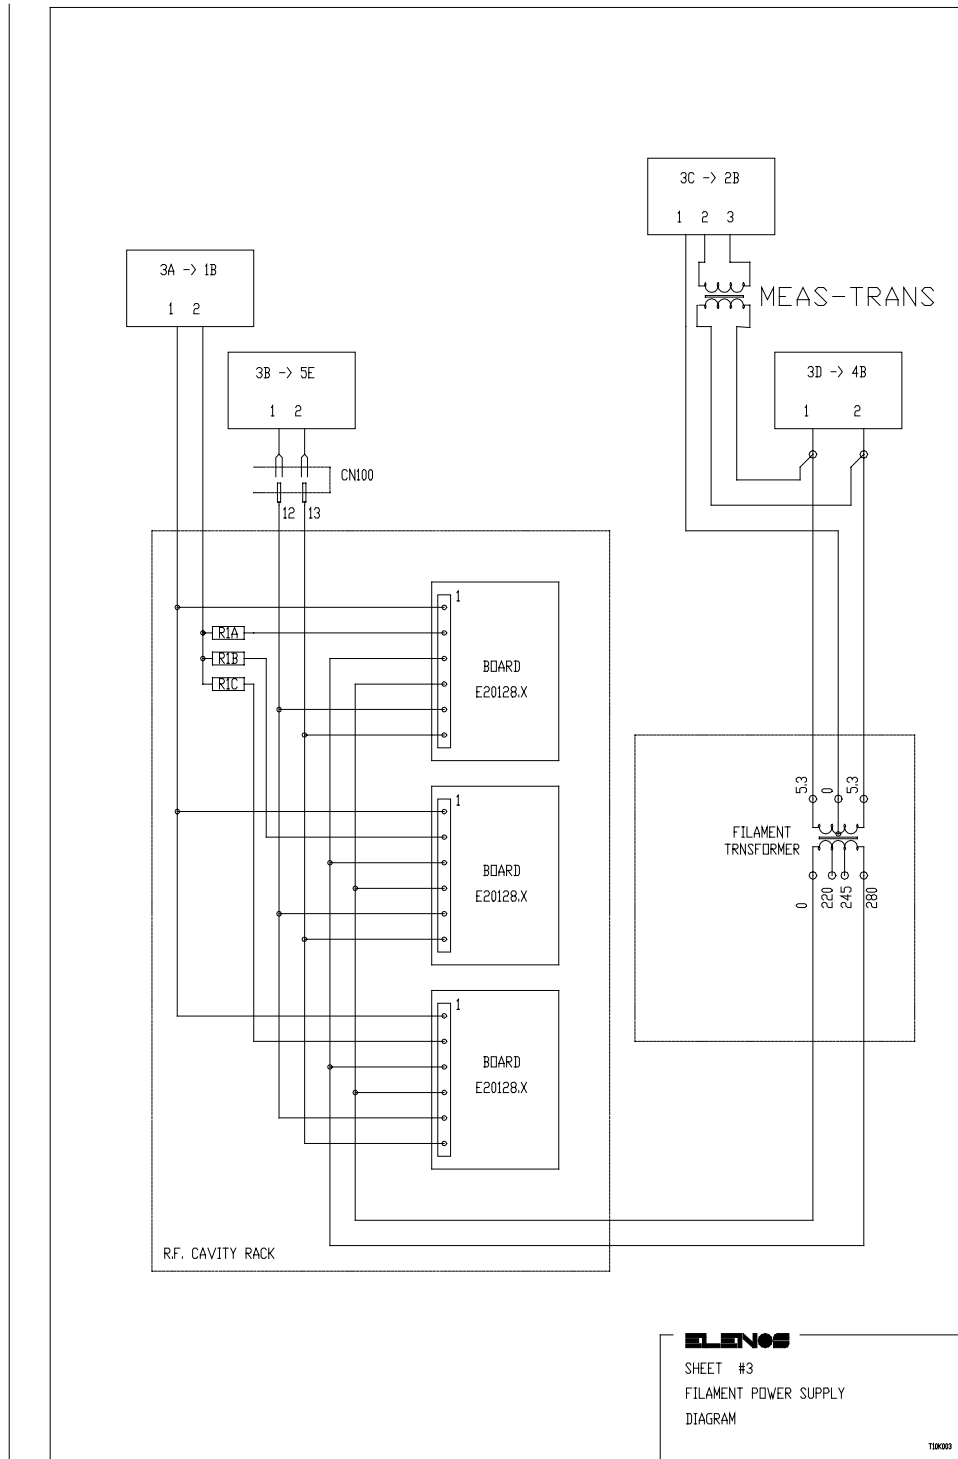 3C -> 2B
1 2 3
MEAS-TRANS
3A -> 1B
1 2
3B -> 5E
1 2
CN100
12 13
3D -> 4B
1 2
1
R1A
R1B
R1C
BOARD
E20128.X
1
BOARD
E20128.X
1
BOARD
E20128.X
R.F. CAVITY RACK
5.3 0 5.3
FILAMENT
TRNSFORMER
0 220 245 280
ELENOS
SHEET #3
FILAMENT POWER SUPPLY
DIAGRAM
T10K003